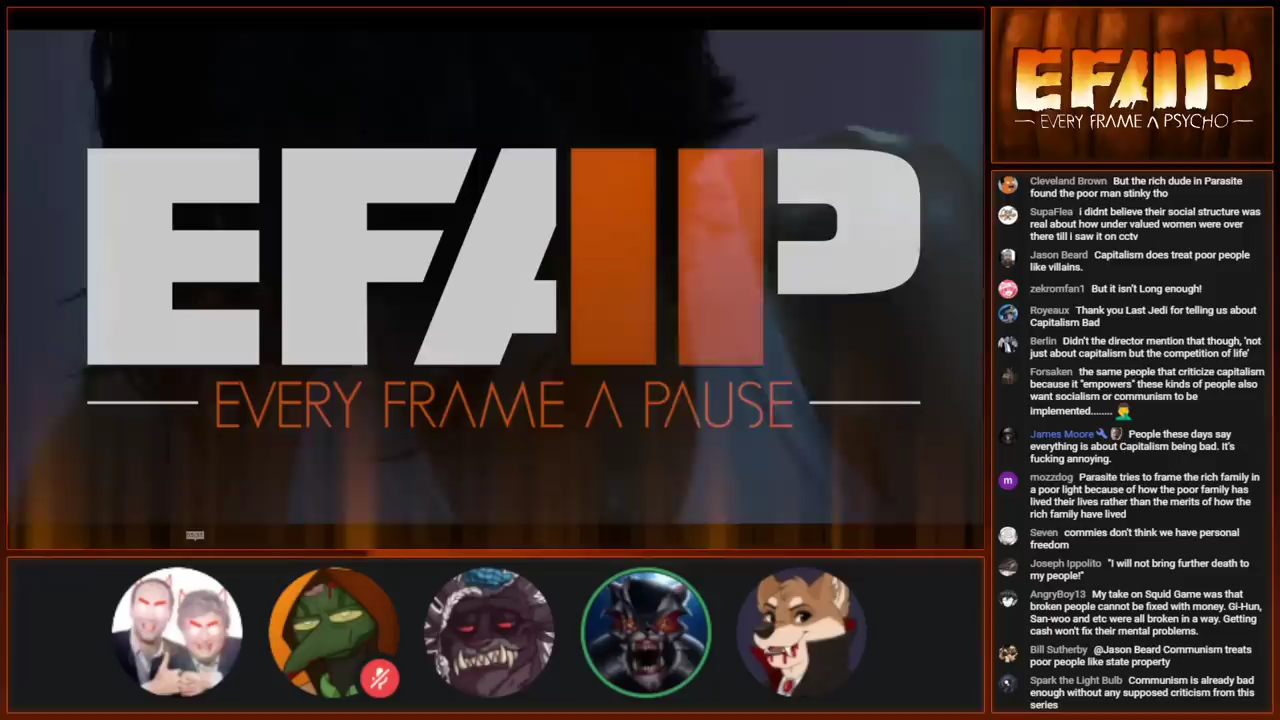 EFAIIP
EVERY FRAME A PAUSE
EFAIIP
EVERY FRAME A PSYCHO
Cleveland Brown But the rich dude in Parasite
found the poor man stinky tho
SupaFlea i didnt believe their social structure was
real about how under valued women were over
there till i saw it on cctv
Jason Beard Capitalism does treat poor people
like villains.
zekromfan1 But it isn't Long enough!
Royeaux Thank you Last Jedi for telling us about
Capitalism Bad
Berlin Didn't the director mention that though, 'not
just about capitalism but the competition of life'
Forsaken the same people that criticize capitalism
because it "empowers" these kinds of people also
want socialism or communism to be
implemented........ 🤦‍♂️
James Moore People these days say
everything is about Capitalism being bad. It's
fucking annoying.
m
mozzdog Parasite tries to frame the rich family in
a poor light because of how the poor family has
lived their lives rather than the merits of how the
rich family have lived
Seven commies don't think we have personal
freedom
Joseph Ippolito "I will not bring further death to
my people!"
AngryBoy13 My take on Squid Game was that
broken people cannot be fixed with money. GI-Hun,
San-woo and etc were all broken in a way. Getting
cash won't fix their mental problems.
Bill Sutherby @Jason Beard Communism treats
poor people like state property
Spark the Light Bulb Communism is already bad
enough without any supposed criticism from this
series